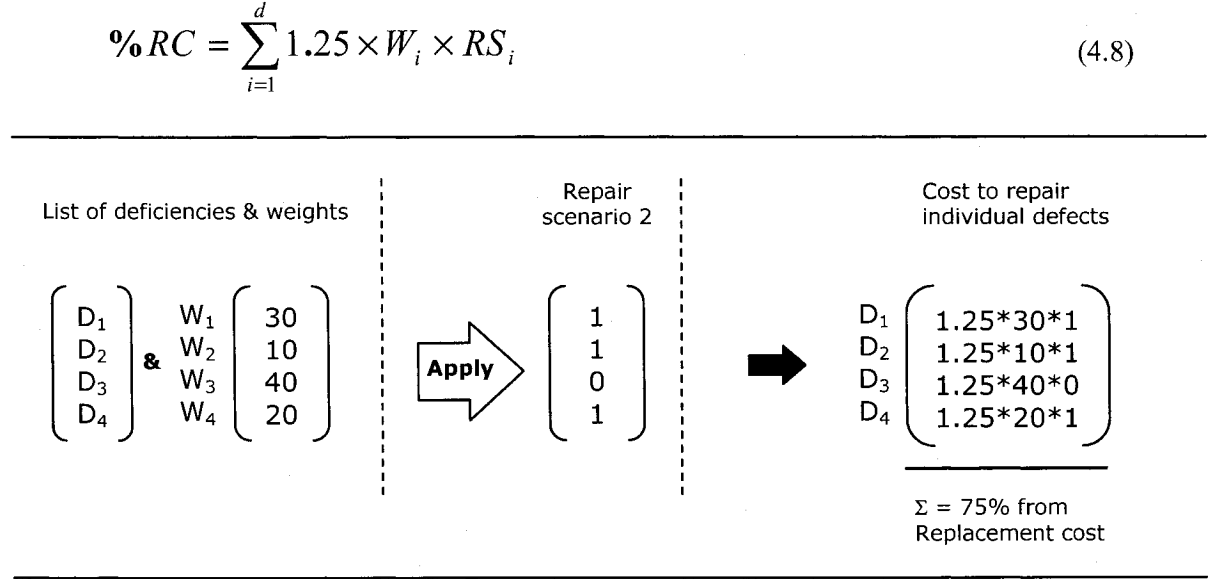 %RC = \sum_{i=1}^{d} 1.25 × W_i × RS_i (4.8)
List of deficiencies & weights
Repair
scenario 2
Cost to repair
individual defects
D₁ W₁ 30 1 D₁ 1.25*30*1
D₂ & W₂ 10 Apply 1 D₂ 1.25*10*1
D₃ W₃ 40 0 D₃ 1.25*40*0
D₄ W₄ 20 1 D₄ 1.25*20*1
Σ = 75% from
Replacement cost